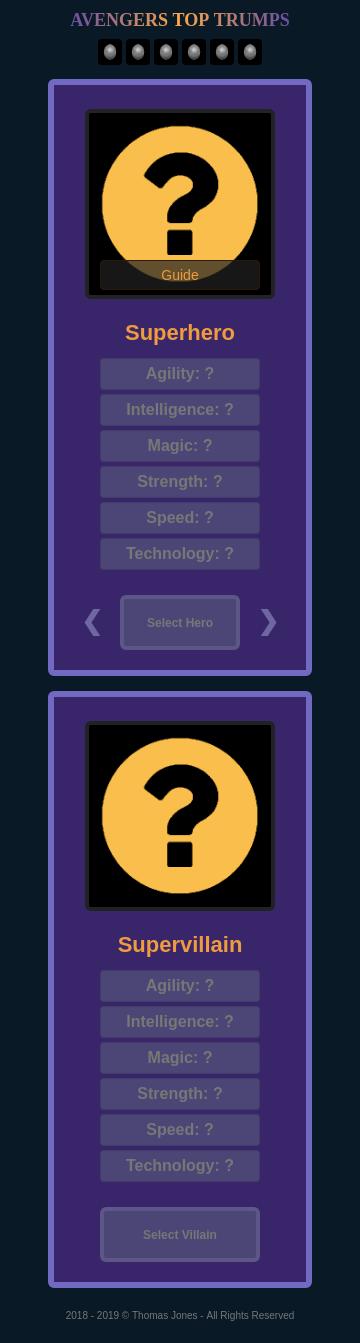 AVENGERS TOP TRUMPS
?
Guide
Superhero
Agility: ?
Intelligence: ?
Magic: ?
Strength: ?
Speed: ?
Technology: ?
❮ Select Hero ❯
?
Supervillain
Agility: ?
Intelligence: ?
Magic: ?
Strength: ?
Speed: ?
Technology: ?
Select Villain
2018 - 2019 © Thomas Jones - All Rights Reserved